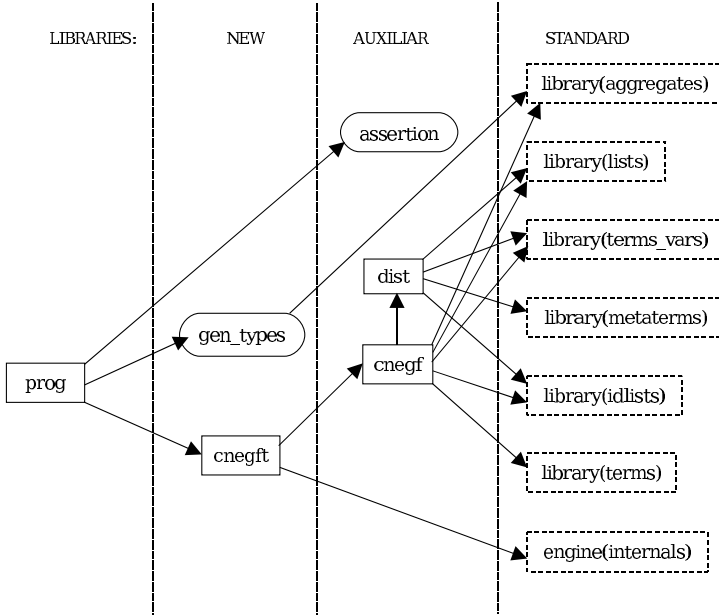 LIBRARIES: NEW AUXILIAR STANDARD
library(aggregates)
assertion
library(lists)
library(terms_vars)
dist
library(metaterms)
gen_types
cnegf
prog
library(idlists)
cnegft
library(terms)
engine(internals)